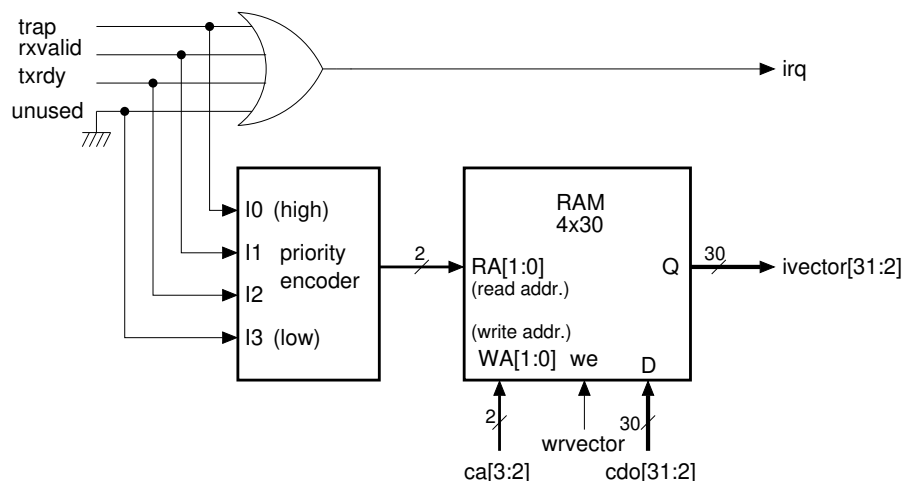 trap
rxvalid
txrdy
unused
irq
I0 (high)
I1 priority
encoder
I2
I3 (low)
2
RAM
4x30
RA[1:0]
(read addr.)
Q
30
ivector[31:2]
(write addr.)
WA[1:0] we
D
2
30
wrvector
ca[3:2]
cdo[31:2]